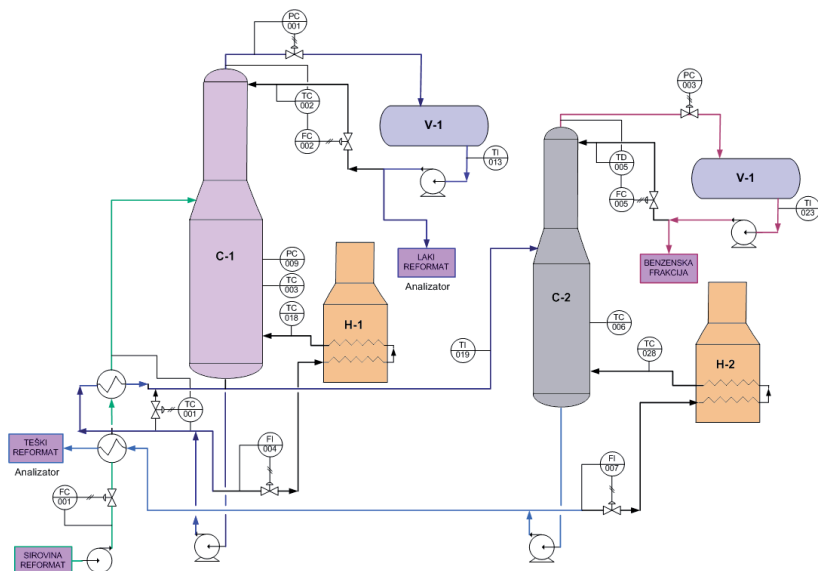 PC
001
PC
003
TC
002
FC
002
V-1
TI
013
TD
005
FC
005
V-1
TI
023
C-1
PC
009
TC
003
LAKI
REFORMAT
Analizator
BENZENSKA
FRAKCIJA
C-2
TC
018
H-1
TI
019
TC
006
TC
028
H-2
TC
001
TEŠKI
REFORMAT
Analizator
FI
004
FI
007
FC
001
SIROVINA
REFORMAT